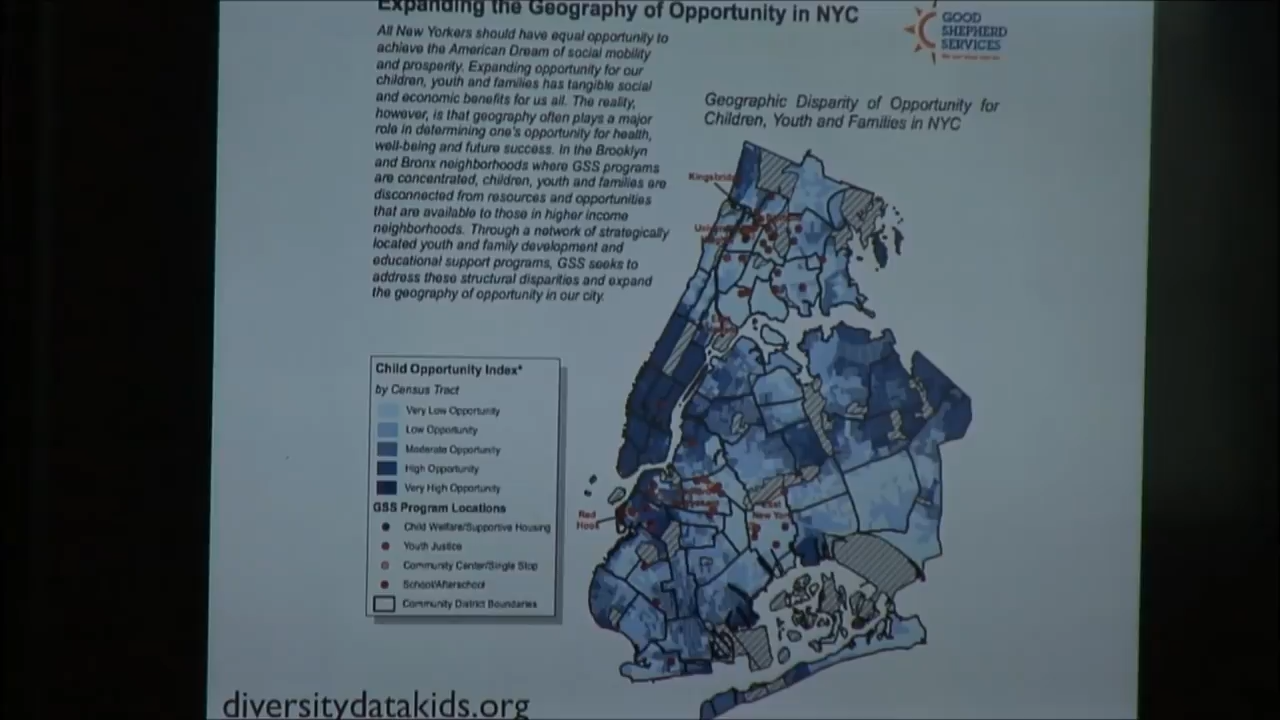 Expanding the Geography of Opportunity in NYC
GOOD
SHEPHERD
SERVICES
All New Yorkers should have equal opportunity to
achieve the American Dream of social mobility
and prosperity. Expanding opportunity for our
children, youth and families has tangible social
and economic benefits for us all. The reality,
however, is that geography often plays a major
role in determining one's opportunity for health,
well-being and future success. In the Brooklyn
and Bronx neighborhoods where GSS programs
are concentrated, children, youth and families are
disconnected from resources and opportunities
that are available to those in higher income
neighborhoods. Through a network of strategically
located youth and family development and
educational support programs, GSS seeks to
address these structural disparities and expand
the geography of opportunity in our city.
Geographic Disparity of Opportunity for
Children, Youth and Families in NYC
Red
Hook
East
New York
Child Opportunity Index*
by Census Tract
Very Low Opportunity
Low Opportunity
Moderate Opportunity
High Opportunity
Very High Opportunity
GSS Program Locations
Child Welfare/Supportive Housing
Youth Justice
Community Center/Single Stop
School/Afterschool
Community District Boundaries
diversitydatakids.org